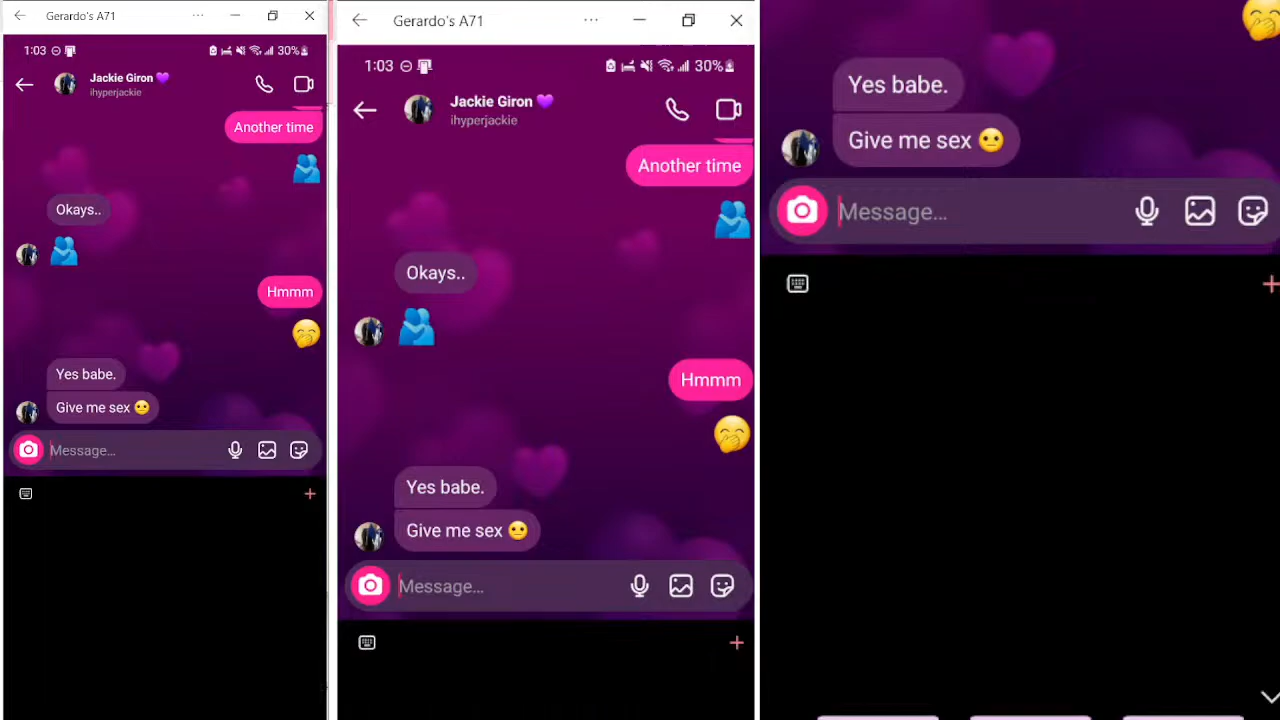 Gerardo's A71
1:03
30%
Jackie Giron 💜
ihyperjackie
Another time
🫂
Okays..
🫂
Hmmm
🤭
Yes babe.
Give me sex 😐
Message...
Gerardo's A71
1:03
30%
Jackie Giron 💜
ihyperjackie
Another time
🫂
Okays..
🫂
Hmmm
🤭
Yes babe.
Give me sex 😐
Message...
Yes babe.
Give me sex 😐
Message...